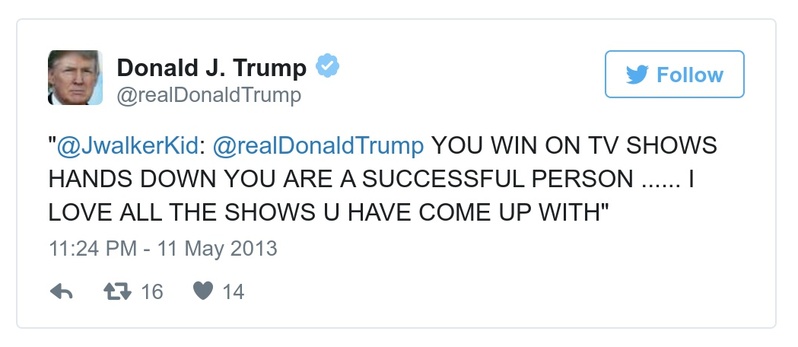 Donald J. Trump
@realDonaldTrump
Follow
"@JwalkerKid: @realDonaldTrump YOU WIN ON TV SHOWS
HANDS DOWN YOU ARE A SUCCESSFUL PERSON ...... I
LOVE ALL THE SHOWS U HAVE COME UP WITH"
11:24 PM - 11 May 2013
16 14